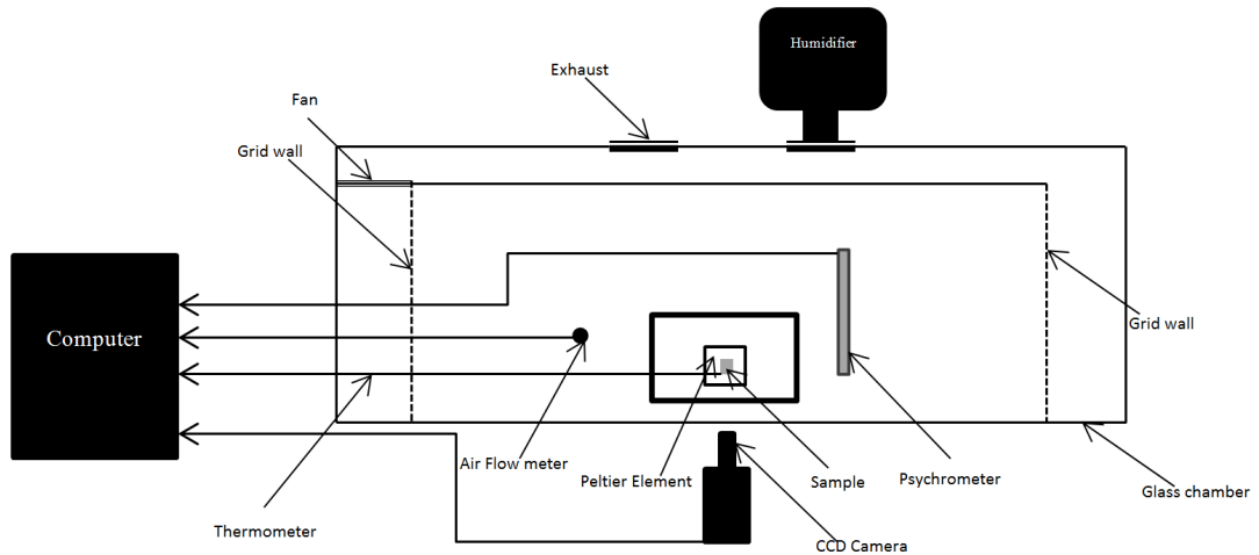 Humidifier
Exhaust
Fan
Grid wall
Computer
Grid wall
Air Flow meter
Peltier Element
Sample
Psychrometer
Glass chamber
Thermometer
CCD Camera